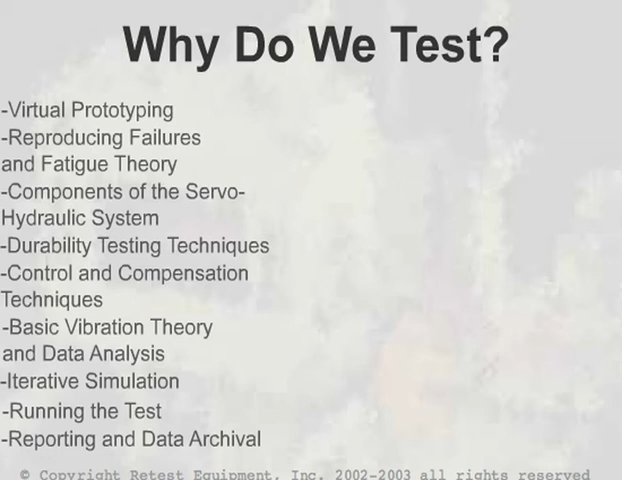 Why Do We Test?
-Virtual Prototyping
-Reproducing Failures
and Fatigue Theory
-Components of the Servo-
Hydraulic System
-Durability Testing Techniques
-Control and Compensation
Techniques
-Basic Vibration Theory
and Data Analysis
-Iterative Simulation
-Running the Test
-Reporting and Data Archival
© Copyright Retest Equipment, Inc. 2002-2003 all rights reserved